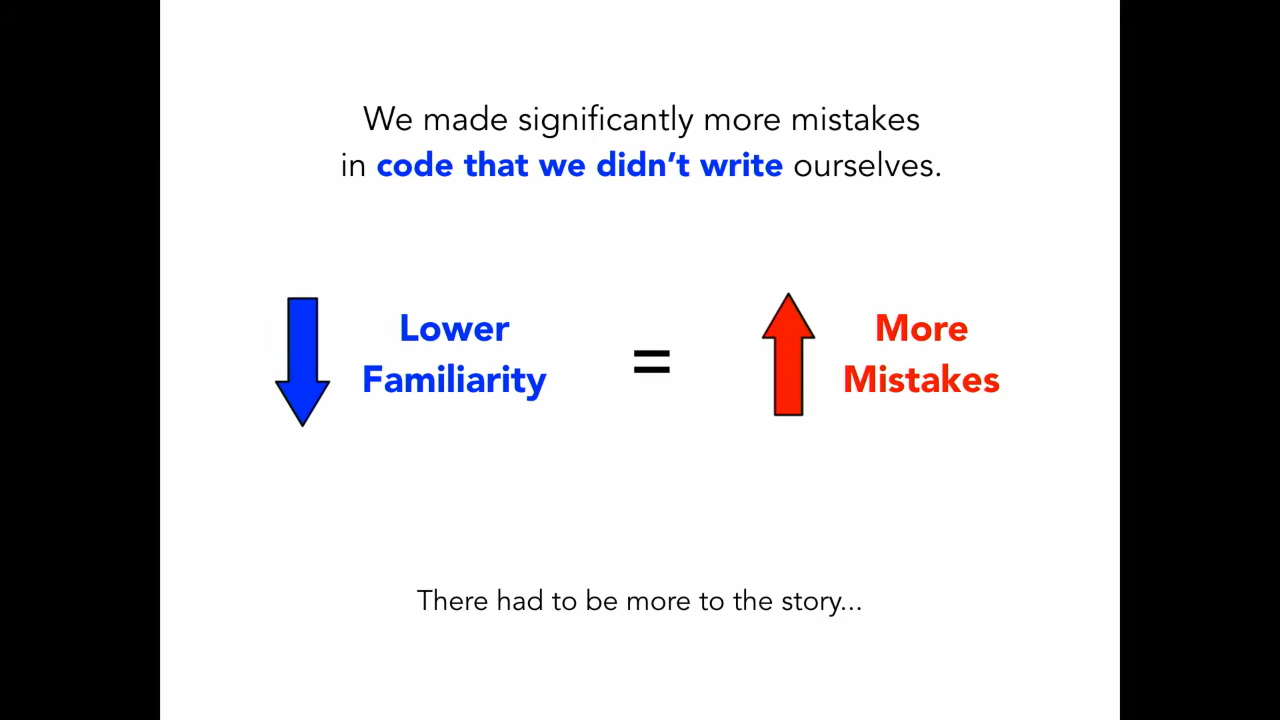 We made significantly more mistakes
in code that we didn’t write ourselves.
Lower
Familiarity
=
More
Mistakes
There had to be more to the story...